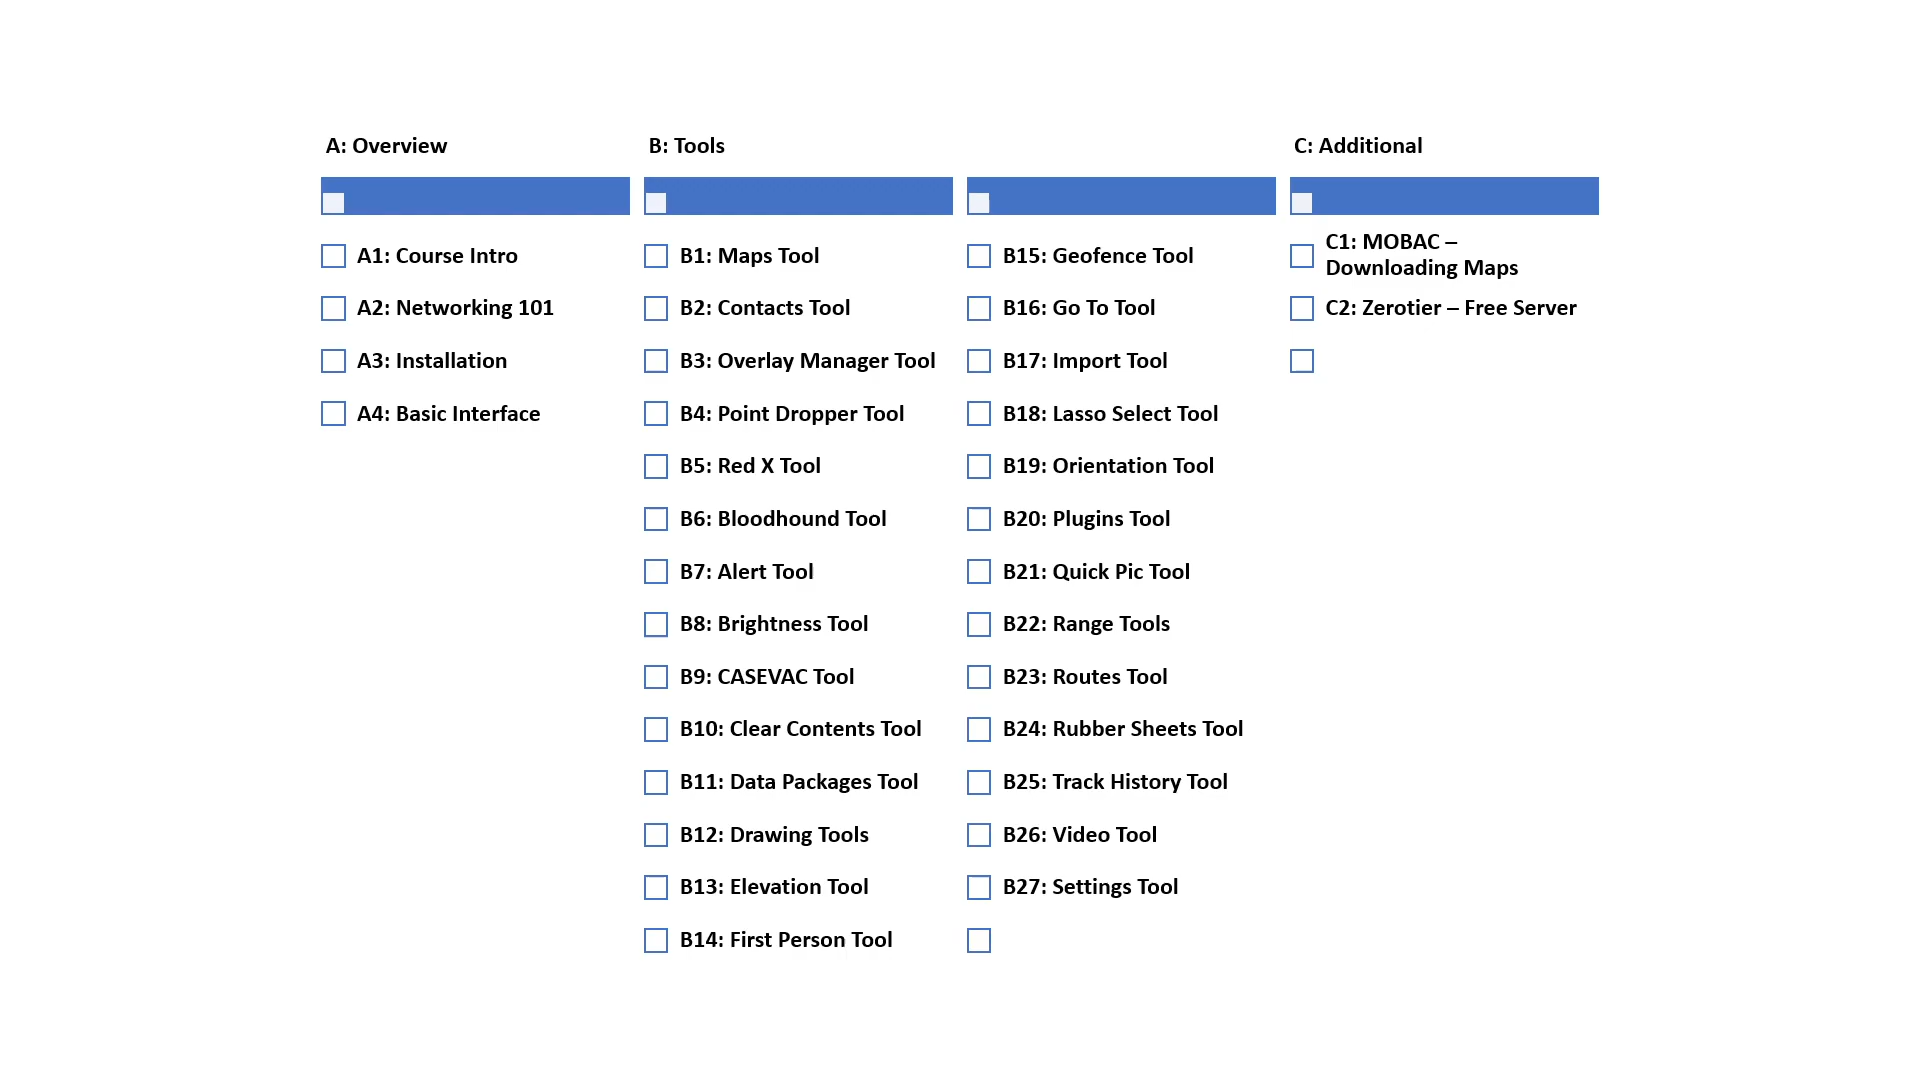 A: Overview
A1: Course Intro
A2: Networking 101
A3: Installation
A4: Basic Interface
B: Tools
B1: Maps Tool
B2: Contacts Tool
B3: Overlay Manager Tool
B4: Point Dropper Tool
B5: Red X Tool
B6: Bloodhound Tool
B7: Alert Tool
B8: Brightness Tool
B9: CASEVAC Tool
B10: Clear Contents Tool
B11: Data Packages Tool
B12: Drawing Tools
B13: Elevation Tool
B14: First Person Tool
B15: Geofence Tool
B16: Go To Tool
B17: Import Tool
B18: Lasso Select Tool
B19: Orientation Tool
B20: Plugins Tool
B21: Quick Pic Tool
B22: Range Tools
B23: Routes Tool
B24: Rubber Sheets Tool
B25: Track History Tool
B26: Video Tool
B27: Settings Tool
C: Additional
C1: MOBAC –
Downloading Maps
C2: Zerotier – Free Server